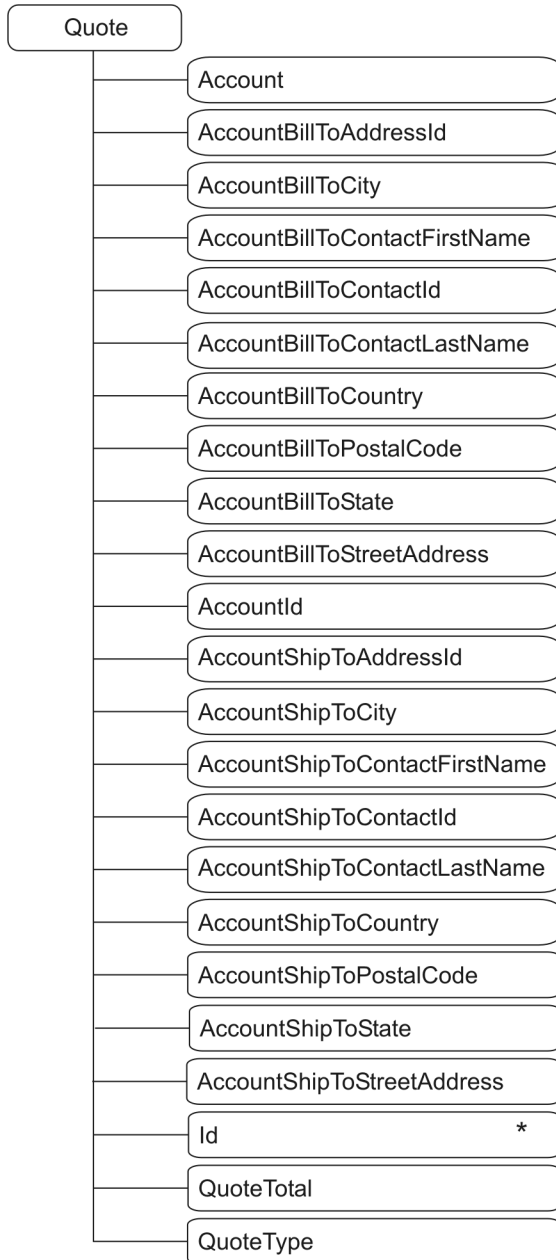 Quote
Account
AccountBillToAddressId
AccountBillToCity
AccountBillToContactFirstName
AccountBillToContactId
AccountBillToContactLastName
AccountBillToCountry
AccountBillToPostalCode
AccountBillToState
AccountBillToStreetAddress
AccountId
AccountShipToAddressId
AccountShipToCity
AccountShipToContactFirstName
AccountShipToContactId
AccountShipToContactLastName
AccountShipToCountry
AccountShipToPostalCode
AccountShipToState
AccountShipToStreetAddress
Id *
QuoteTotal
QuoteType